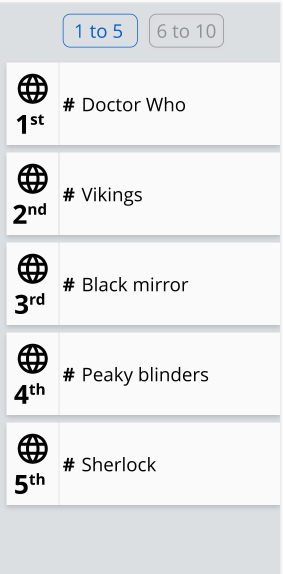 1 to 5 6 to 10
# Doctor Who
1st
# Vikings
2nd
# Black mirror
3rd
# Peaky blinders
4th
# Sherlock
5th